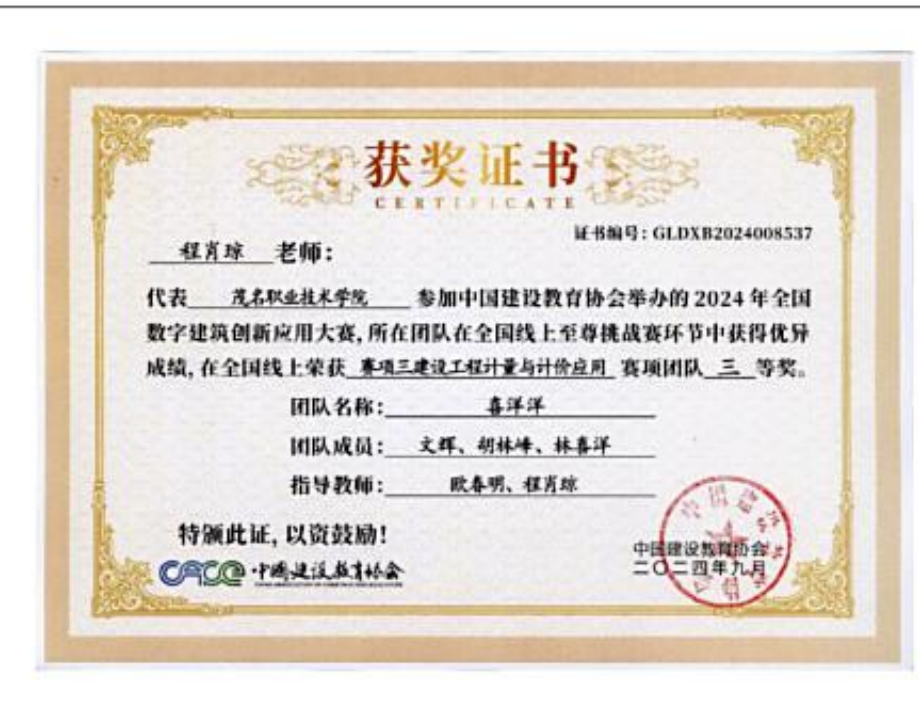 获奖证书
CERTIFICATE
证书编号: GLDXB2024008537
程肖琼 老师:
代表 茂名职业技术学院 参加中国建设教育协会举办的 2024 年全国
数字建筑创新应用大赛, 所在团队在全国线上至尊挑战赛环节中获得优异
成绩, 在全国线上荣获 赛项三建设工程计量与计价应用 赛项团队 三 等奖。
团队名称: 喜洋洋
团队成员: 文辉、胡林峰、林喜洋
指导教师: 欧春明、程肖琼
特颁此证, 以资鼓励!
中国建设教育协会
二〇二四年九月
CACE 中国建设教育协会